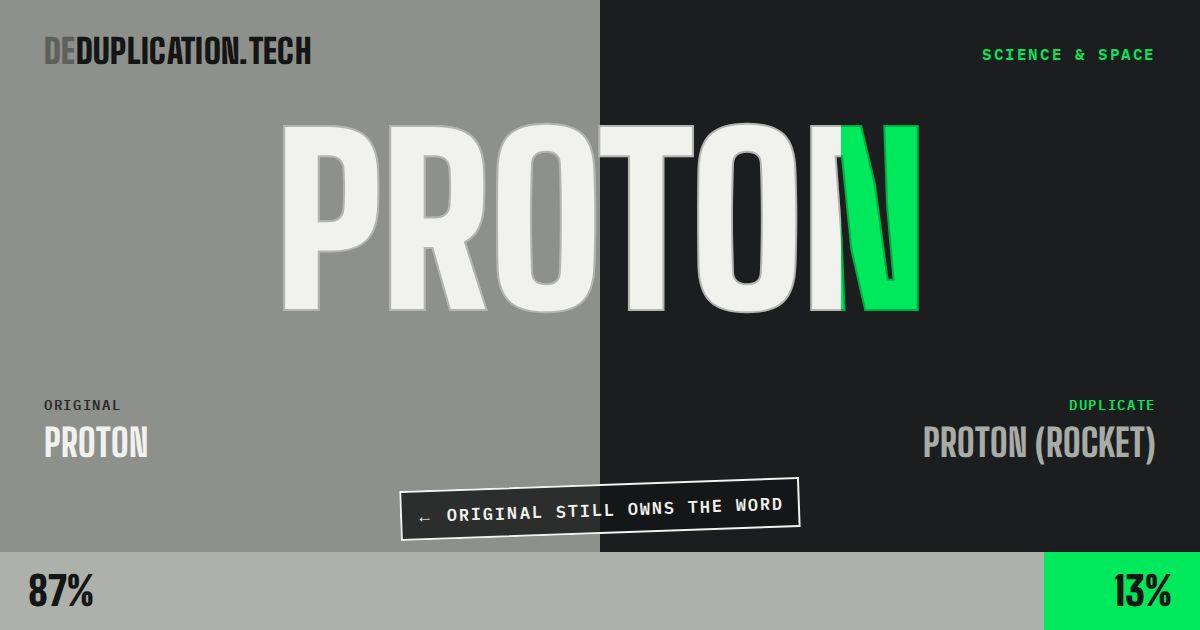 DEDUPLICATION.TECH
SCIENCE & SPACE
PROTON
ORIGINAL
PROTON
DUPLICATE
PROTON (ROCKET)
← ORIGINAL STILL OWNS THE WORD
87%
13%